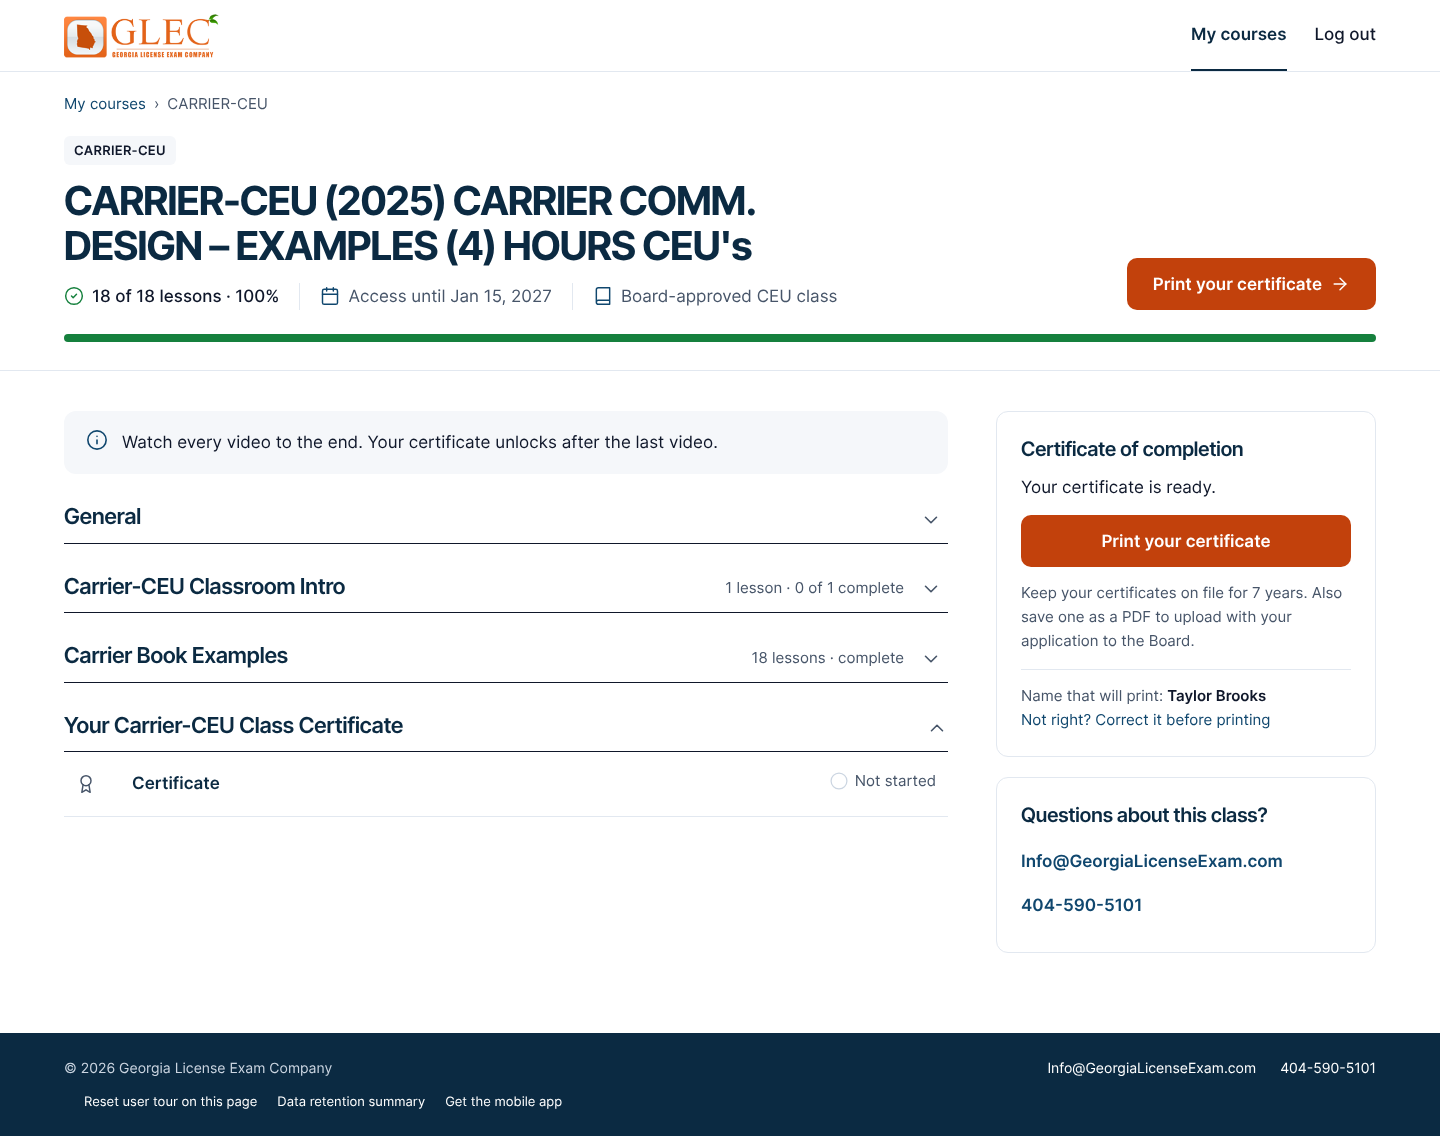 GLEC
GEORGIA LICENSE EXAM COMPANY
My courses
Log out
My courses › CARRIER-CEU
CARRIER-CEU
CARRIER-CEU (2025) CARRIER COMM.
DESIGN – EXAMPLES (4) HOURS CEU's
18 of 18 lessons · 100%
Access until Jan 15, 2027
Board-approved CEU class
Print your certificate →
Watch every video to the end. Your certificate unlocks after the last video.
General
Carrier-CEU Classroom Intro
1 lesson · 0 of 1 complete
Carrier Book Examples
18 lessons · complete
Your Carrier-CEU Class Certificate
Certificate
Not started
Certificate of completion
Your certificate is ready.
Print your certificate
Keep your certificates on file for 7 years. Also
save one as a PDF to upload with your
application to the Board.
Name that will print: Taylor Brooks
Not right? Correct it before printing
Questions about this class?
Info@GeorgiaLicenseExam.com
404-590-5101
© 2026 Georgia License Exam Company
Info@GeorgiaLicenseExam.com
404-590-5101
Reset user tour on this page
Data retention summary
Get the mobile app